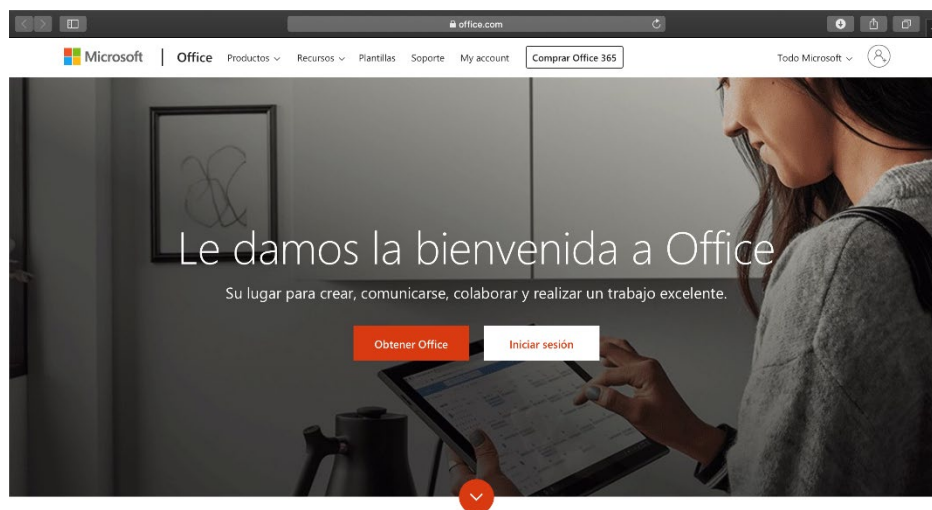 office.com
Microsoft Office Productos Recursos Plantillas Soporte My account Comprar Office 365 Todo Microsoft
Le damos la bienvenida a Office
Su lugar para crear, comunicarse, colaborar y realizar un trabajo excelente.
Obtener Office Iniciar sesión